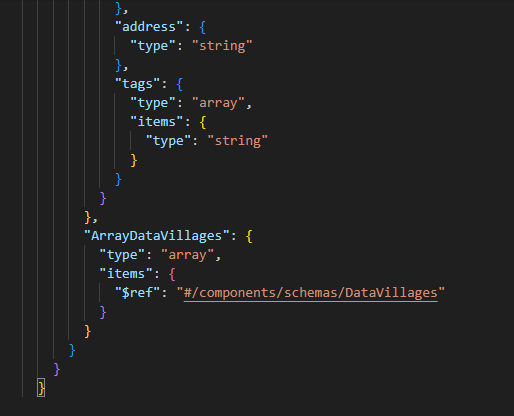 },
"address": {
"type": "string"
},
"tags": {
"type": "array",
"items": {
"type": "string"
}
}
}
},
"ArrayDataVillages": {
"type": "array",
"items": {
"$ref": "#/components/schemas/DataVillages"
}
}
}
}
}